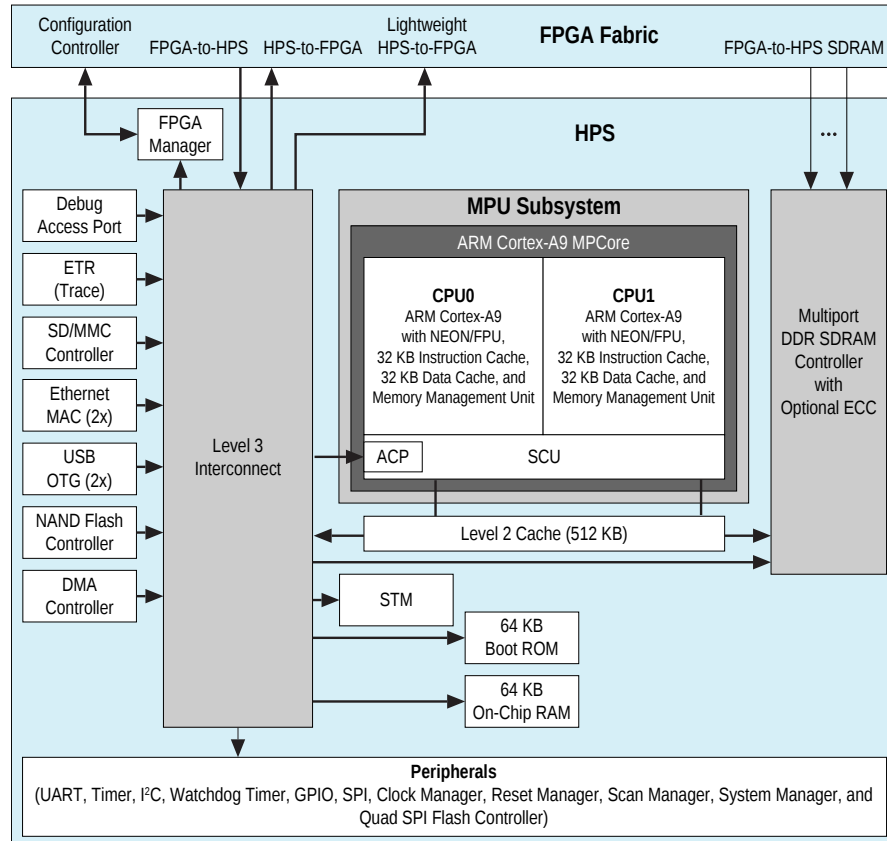 Configuration
Controller
FPGA-to-HPS
HPS-to-FPGA
Lightweight
HPS-to-FPGA
FPGA Fabric
FPGA-to-HPS SDRAM
FPGA
Manager
HPS
...
Debug
Access Port
ETR
(Trace)
SD/MMC
Controller
Ethernet
MAC (2x)
USB
OTG (2x)
NAND Flash
Controller
DMA
Controller
Level 3
Interconnect
MPU Subsystem
ARM Cortex-A9 MPCore
CPU0
ARM Cortex-A9
with NEON/FPU,
32 KB Instruction Cache,
32 KB Data Cache, and
Memory Management Unit
CPU1
ARM Cortex-A9
with NEON/FPU,
32 KB Instruction Cache,
32 KB Data Cache, and
Memory Management Unit
ACP
SCU
Level 2 Cache (512 KB)
Multiport
DDR SDRAM
Controller
with
Optional ECC
STM
64 KB
Boot ROM
64 KB
On-Chip RAM
Peripherals
(UART, Timer, I²C, Watchdog Timer, GPIO, SPI, Clock Manager, Reset Manager, Scan Manager, System Manager, and
Quad SPI Flash Controller)